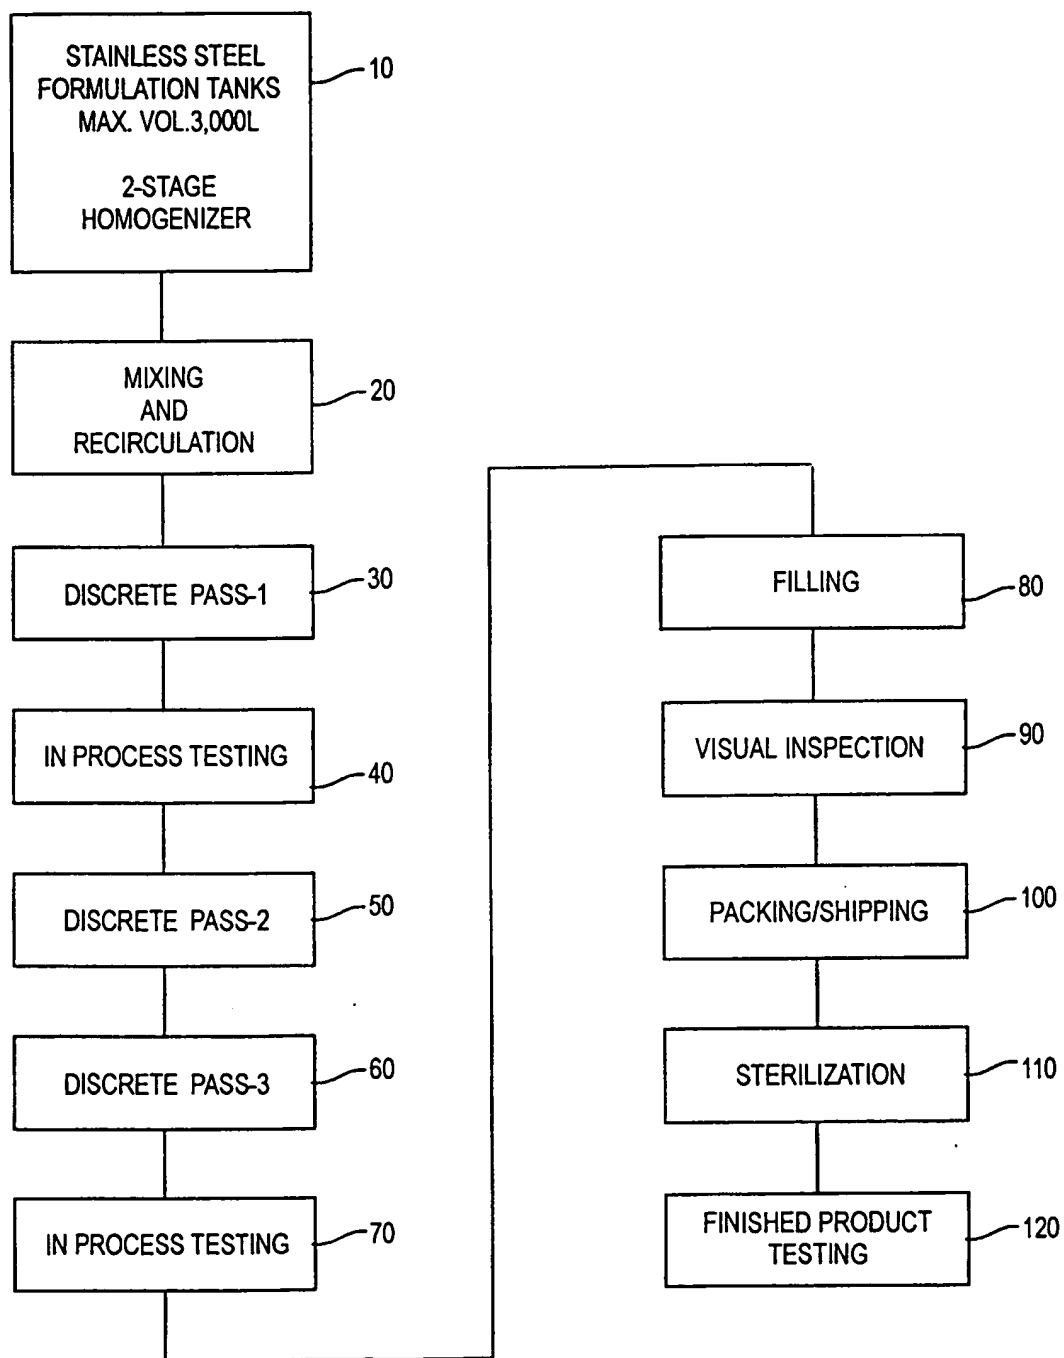 STAINLESS STEEL
FORMULATION TANKS
MAX. VOL.3,000L
2-STAGE
HOMOGENIZER
10
MIXING
AND
RECIRCULATION
20
DISCRETE PASS-1
30
IN PROCESS TESTING
40
DISCRETE PASS-2
50
DISCRETE PASS-3
60
IN PROCESS TESTING
70
FILLING
80
VISUAL INSPECTION
90
PACKING/SHIPPING
100
STERILIZATION
110
FINISHED PRODUCT
TESTING
120